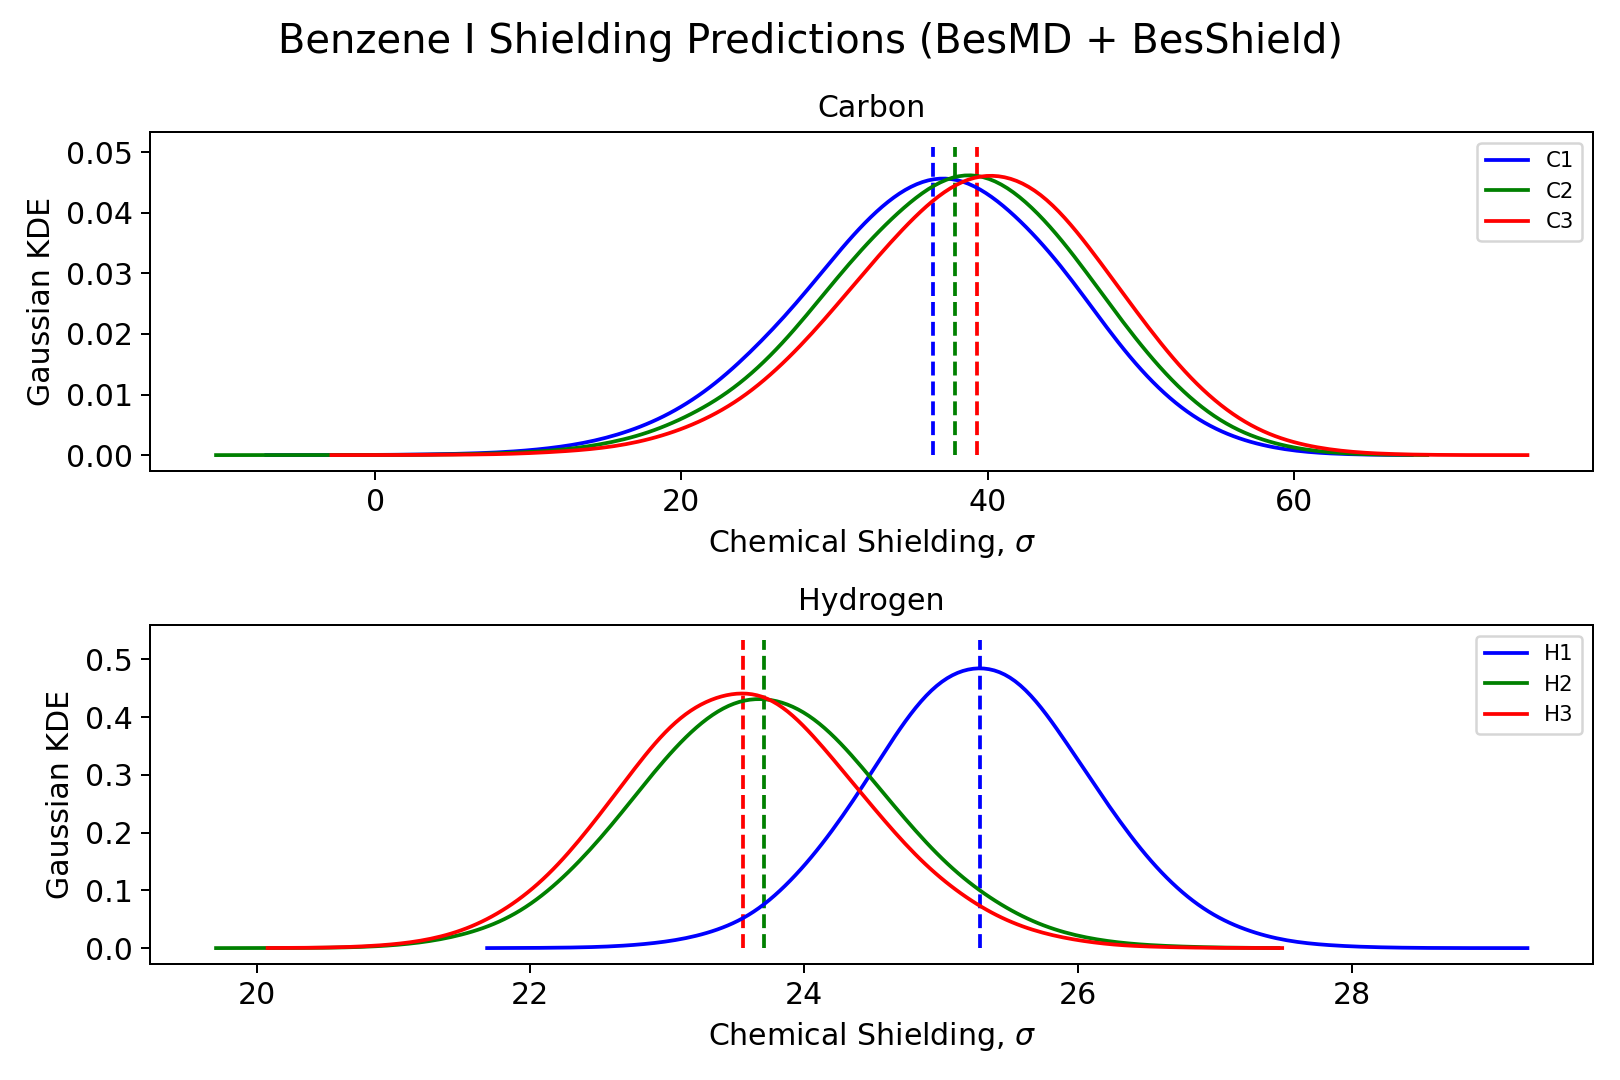 Benzene I Shielding Predictions (BesMD + BesShield)
Carbon
Gaussian KDE
0.05
0.04
0.03
0.02
0.01
0.00
C1
C2
C3
0 20 40 60
Chemical Shielding, σ
Hydrogen
Gaussian KDE
0.5
0.4
0.3
0.2
0.1
0.0
H1
H2
H3
20 22 24 26 28
Chemical Shielding, σ